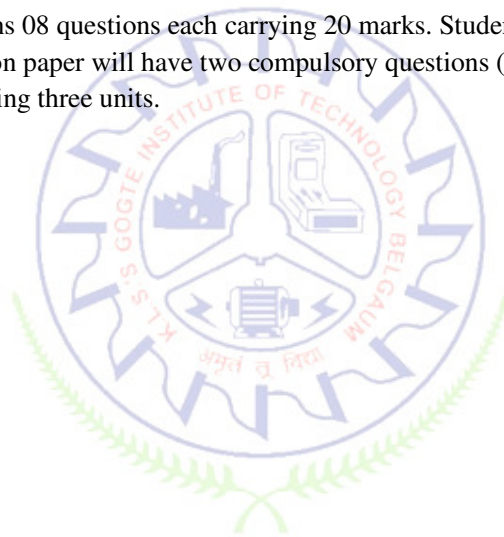 ns 08 questions each carrying 20 marks. Studen
on paper will have two compulsory questions (
ing three units.
K.L.S.'S GOGTE INSTITUTE OF TECHNOLOGY BELGAUM
अमृतं तू विद्या